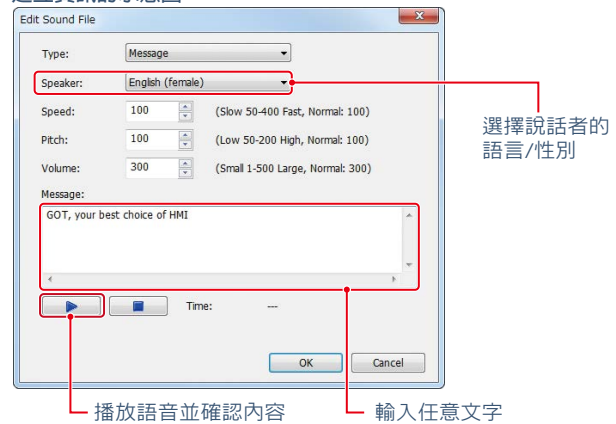 Edit Sound File
Type: Message
Speaker: English (female)
Speed: 100 (Slow 50-400 Fast, Normal: 100)
Pitch: 100 (Low 50-200 High, Normal: 100)
Volume: 300 (Small 1-500 Large, Normal: 300)
Message:
GOT, your best choice of HMI
Time: ---
OK Cancel
選擇說話者的
語言/性別
播放語音並確認內容
輸入任意文字